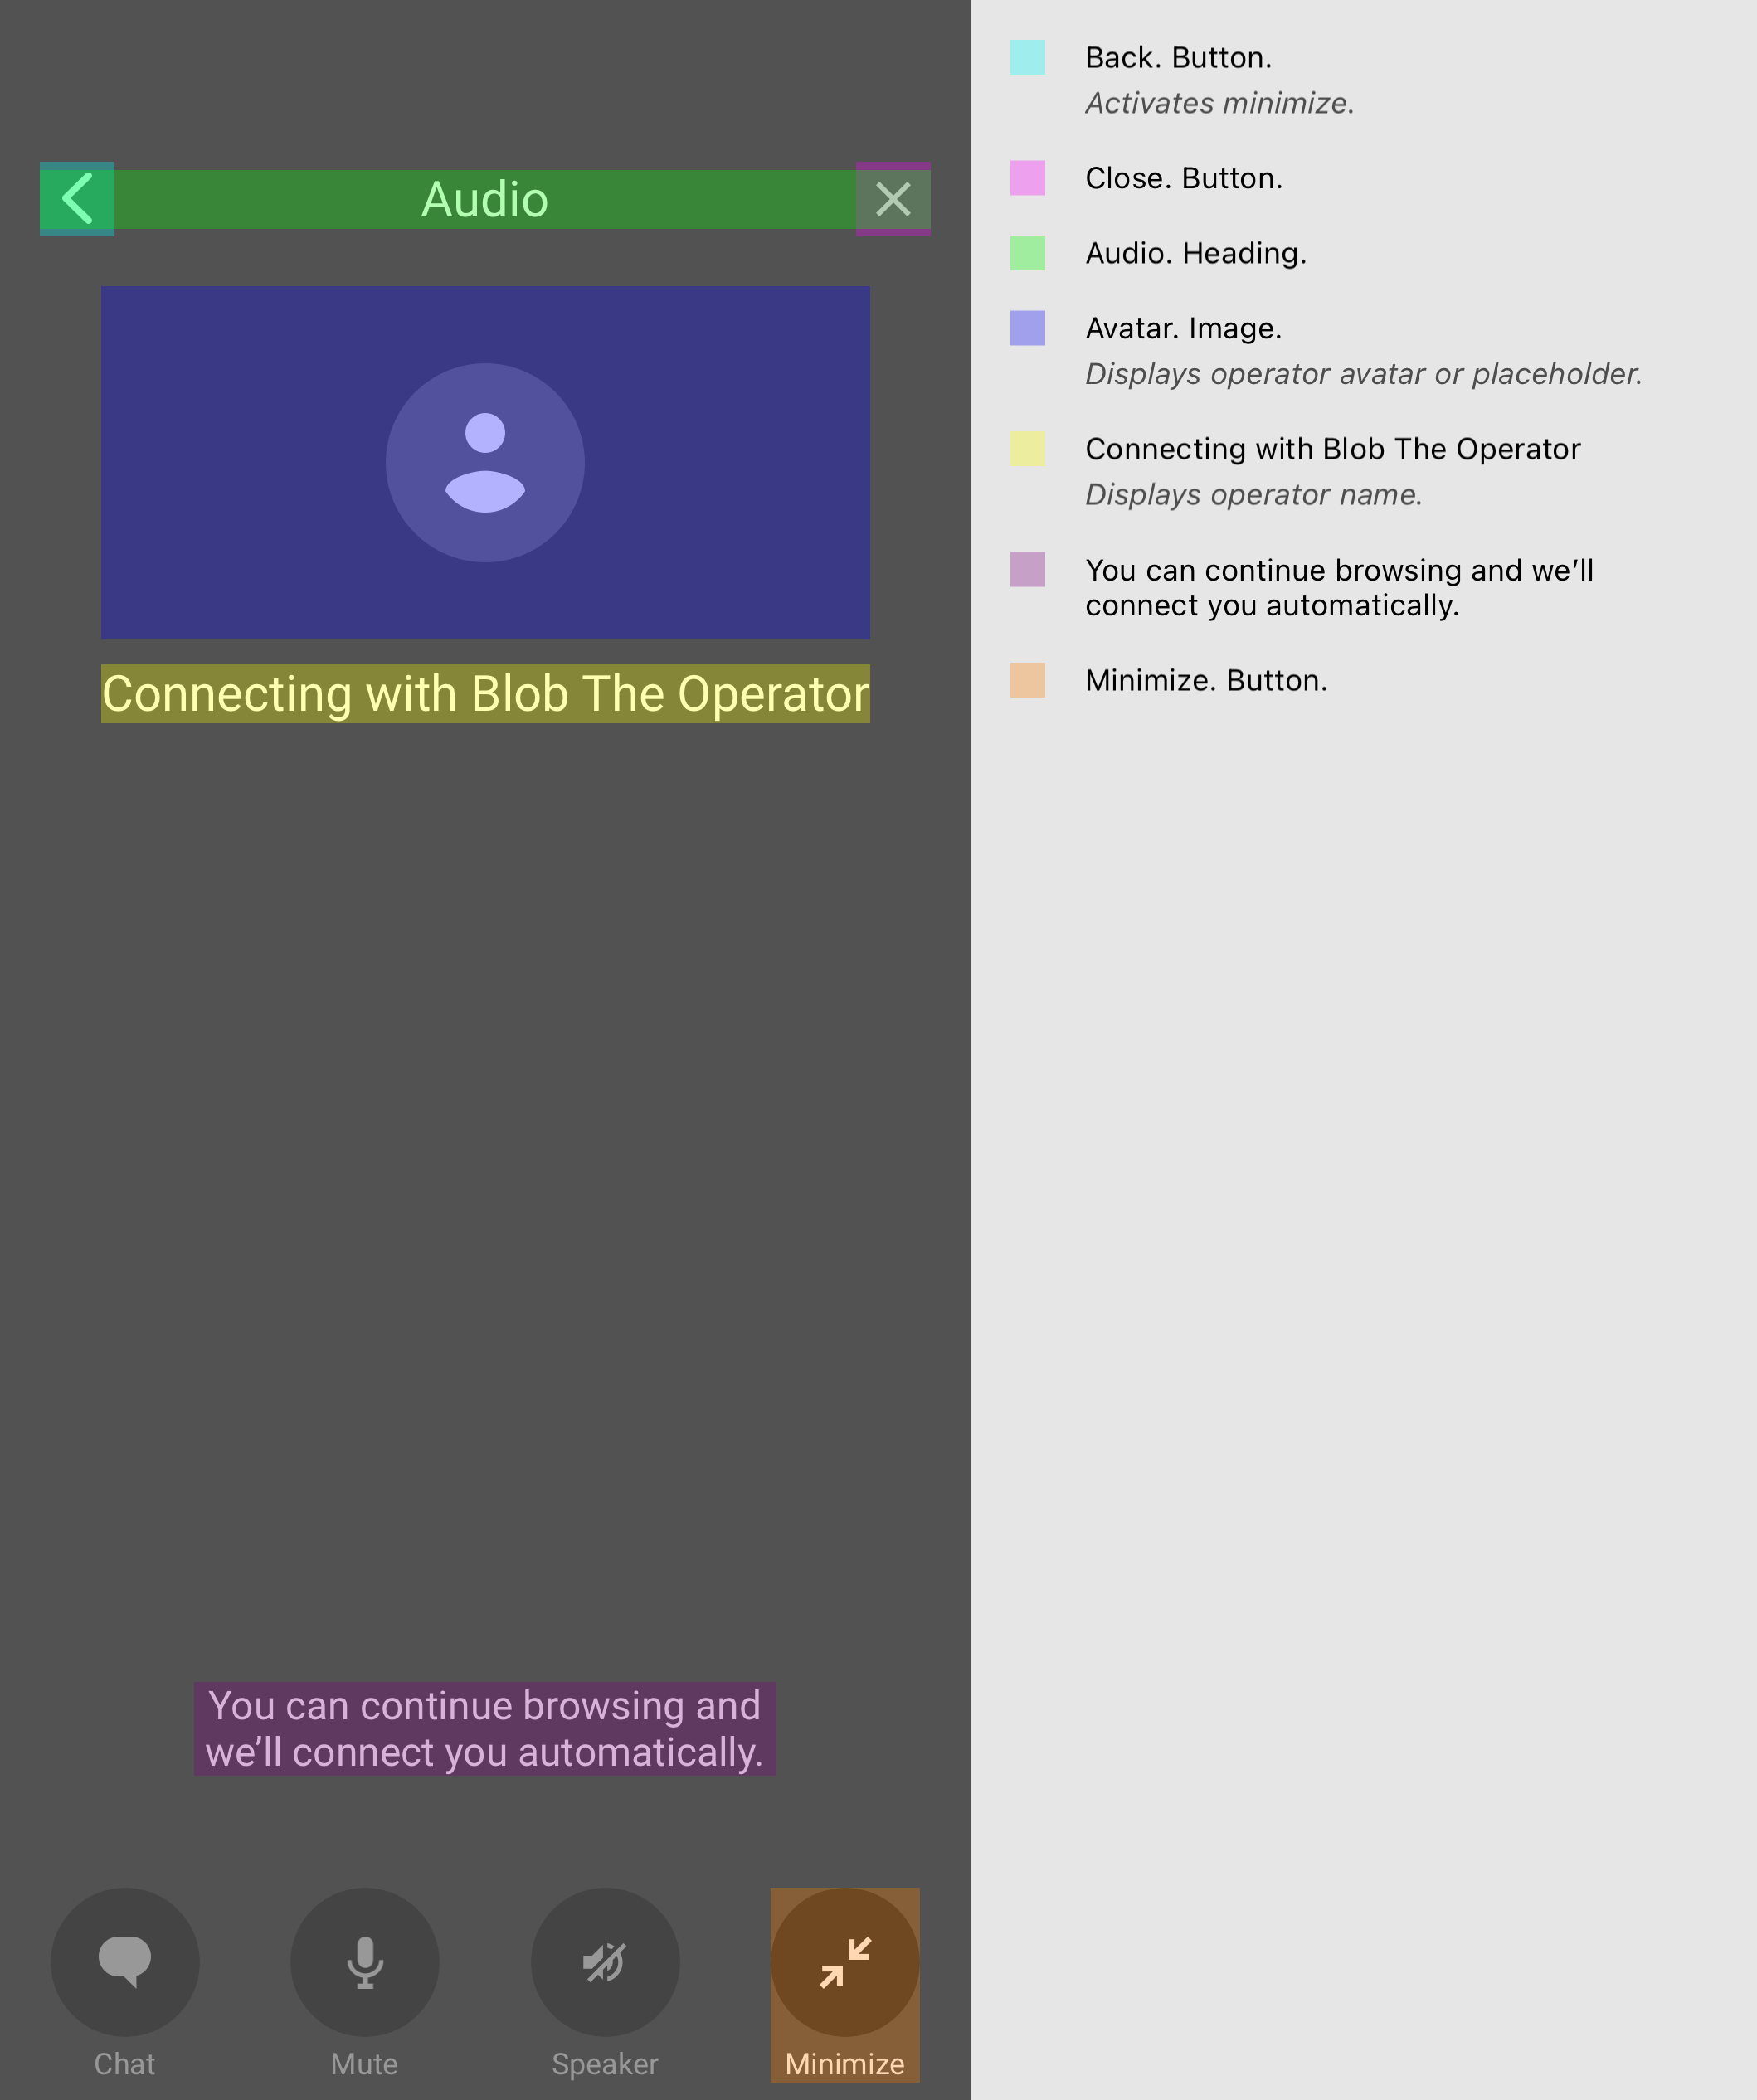 Audio
Connecting with Blob The Operator
You can continue browsing and
we’ll connect you automatically.
Chat
Mute
Speaker
Minimize
Back. Button.
Activates minimize.
Close. Button.
Audio. Heading.
Avatar. Image.
Displays operator avatar or placeholder.
Connecting with Blob The Operator
Displays operator name.
You can continue browsing and we’ll
connect you automatically.
Minimize. Button.